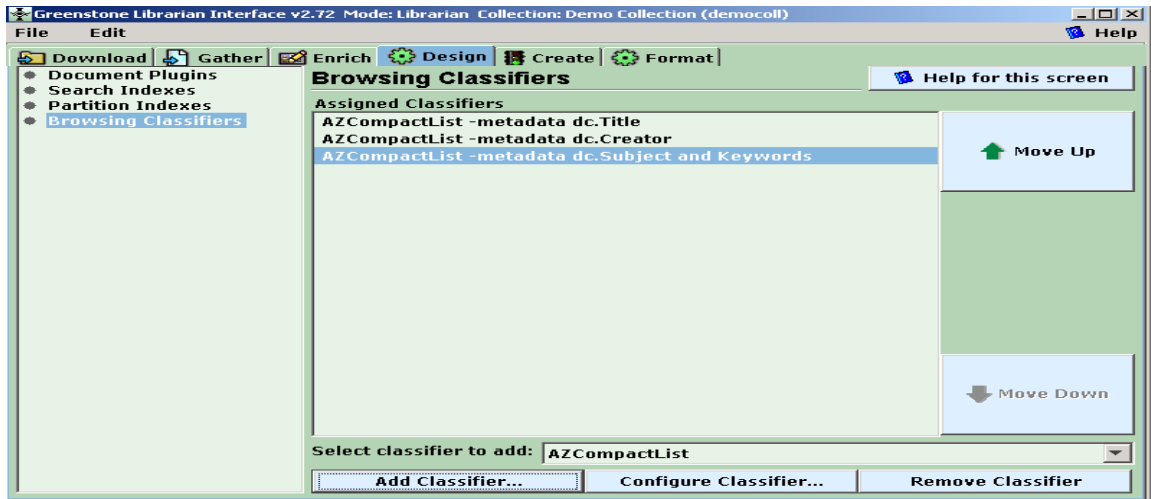 Greenstone Librarian Interface v2.72 Mode: Librarian Collection: Demo Collection (democoll)
File Edit Help
Download Gather Enrich Design Create Format
Document Plugins
Search Indexes
Partition Indexes
Browsing Classifiers
Browsing Classifiers
Help for this screen
Assigned Classifiers
AZCompactList -metadata dc.Title
AZCompactList -metadata dc.Creator
AZCompactList -metadata dc.Subject and Keywords
Move Up
Move Down
Select classifier to add: AZCompactList
Add Classifier... Configure Classifier... Remove Classifier